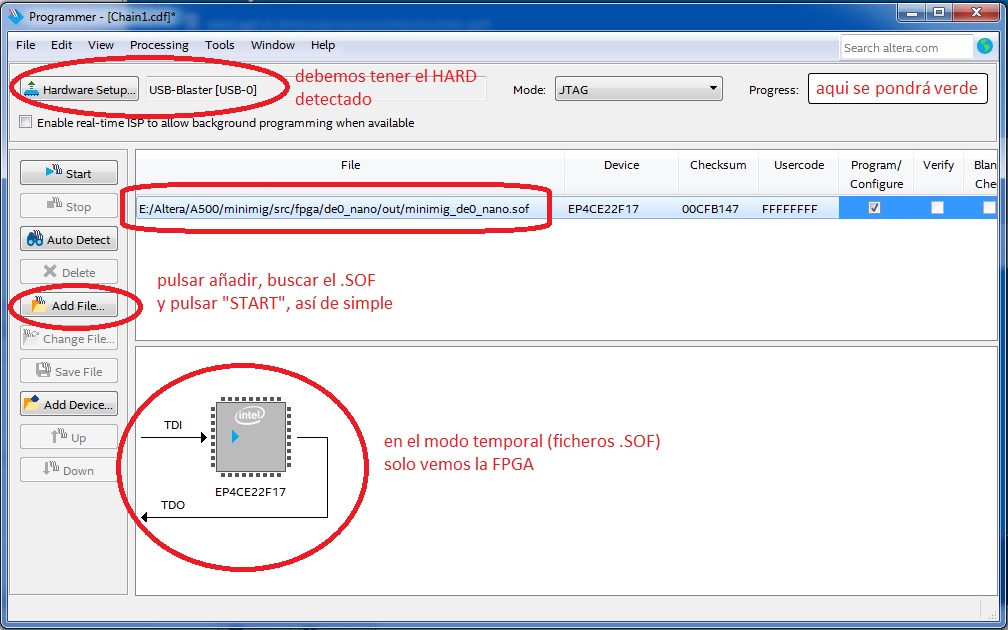 Programmer - [Chain1.cdf]*
File Edit View Processing Tools Window Help
Search altera.com
Hardware Setup... USB-Blaster [USB-0]
debemos tener el HARD
detectado
Mode: JTAG
Progress:
aqui se pondrá verde
Enable real-time ISP to allow background programming when available
Start
Stop
Auto Detect
Delete
Add File...
Change File...
Save File
Add Device...
Up
Down
File Device Checksum Usercode Program/ Verify Blan
Configure Che
E:/Altera/A500/minimig/src/fpga/de0_nano/out/minimig_de0_nano.sof EP4CE22F17 00CFB147 FFFFFFFF
pulsar añadir, buscar el .SOF
y pulsar "START", así de simple
TDI
intel
EP4CE22F17
TDO
en el modo temporal (ficheros .SOF)
solo vemos la FPGA